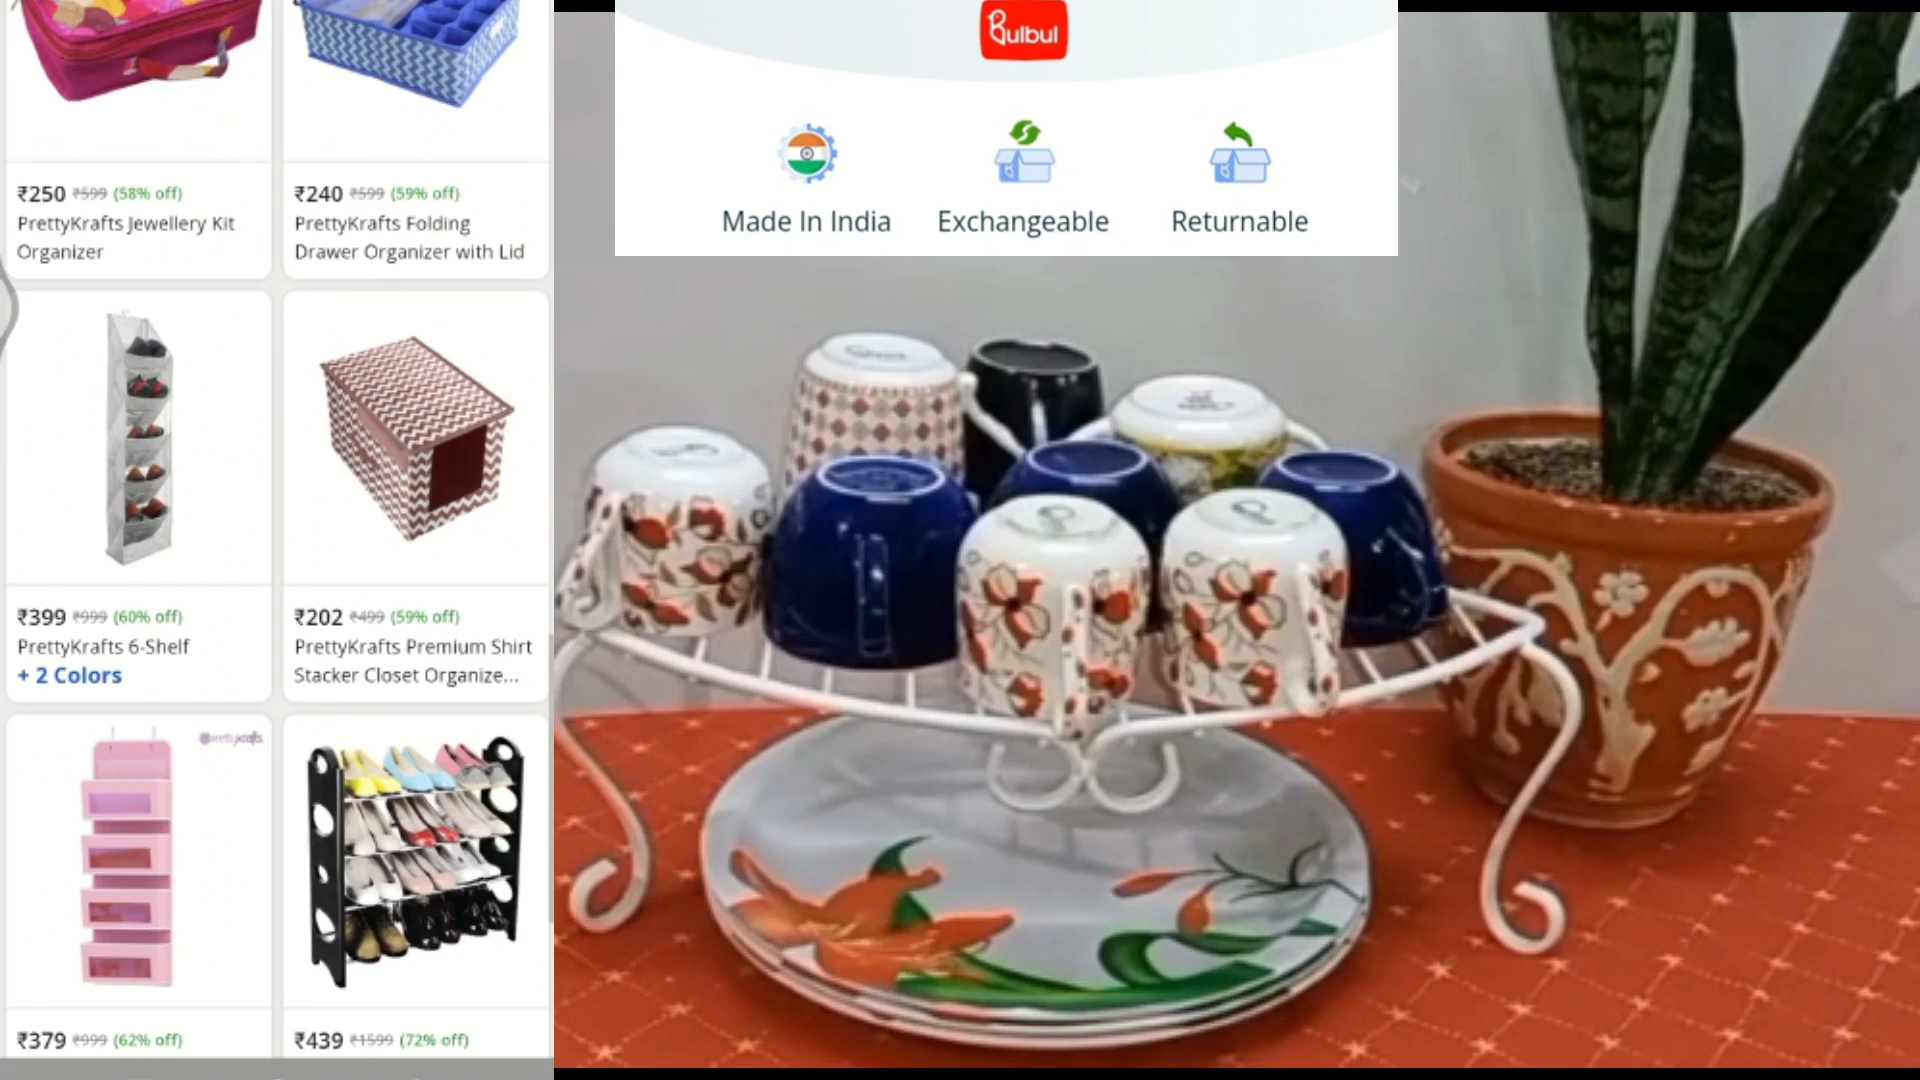 ₹250 ₹599 (58% off)
PrettyKrafts Jewellery Kit
Organizer
₹240 ₹599 (59% off)
PrettyKrafts Folding
Drawer Organizer with Lid
₹399 ₹999 (60% off)
PrettyKrafts 6-Shelf
+ 2 Colors
₹202 ₹499 (59% off)
PrettyKrafts Premium Shirt
Stacker Closet Organize...
prettykrafts
₹379 ₹999 (62% off)
₹439 ₹1599 (72% off)
Bulbul
Made In India
Exchangeable
Returnable